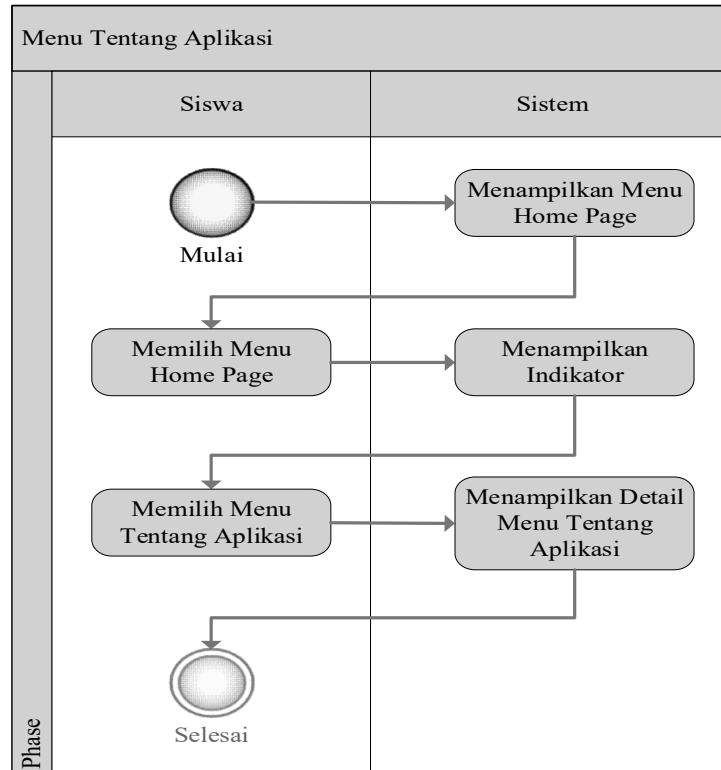 Menu Tentang Aplikasi
Siswa
Sistem
Mulai
Menampilkan Menu
Home Page
Memilih Menu
Home Page
Menampilkan
Indikator
Memilih Menu
Tentang Aplikasi
Menampilkan Detail
Menu Tentang
Aplikasi
Selesai
Phase